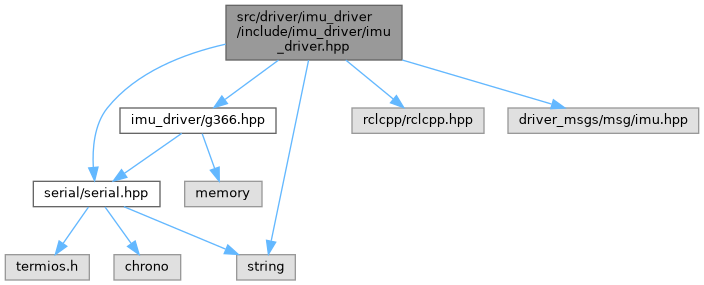 src/driver/imu_driver
/include/imu_driver/imu
_driver.hpp
imu_driver/g366.hpp
rclcpp/rclcpp.hpp
driver_msgs/msg/imu.hpp
serial/serial.hpp
memory
termios.h
chrono
string